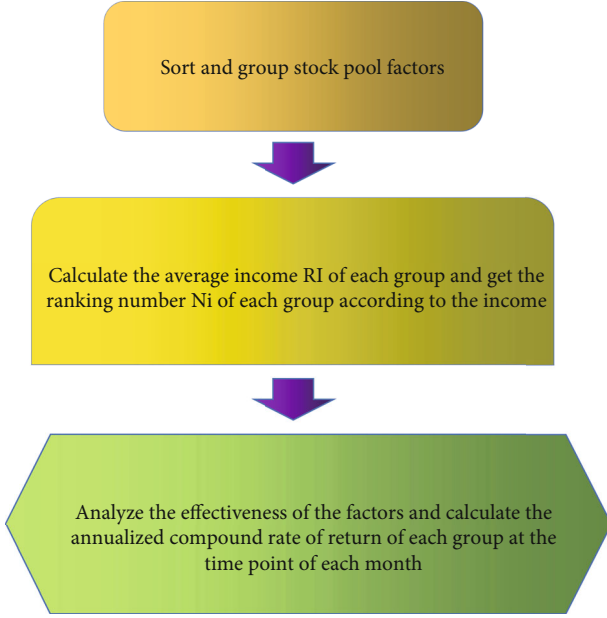 Sort and group stock pool factors
Calculate the average income RI of each group and get the
ranking number Ni of each group according to the income
Analyze the effectiveness of the factors and calculate the
annualized compound rate of return of each group at the
time point of each month